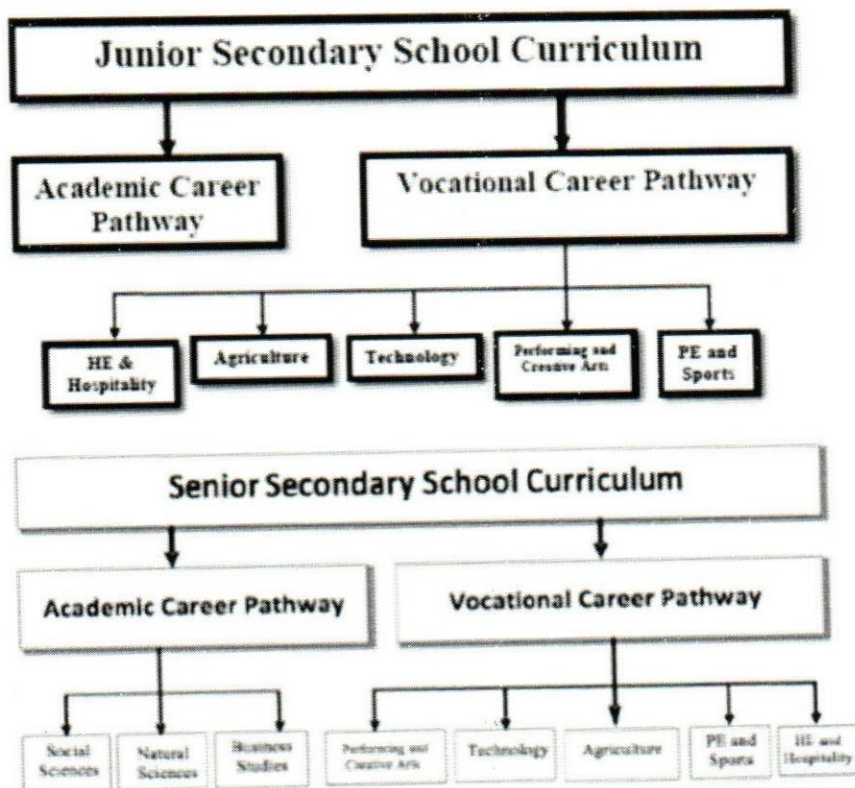 Junior Secondary School Curriculum
Academic Career
Pathway
Vocational Career Pathway
HE &
Hospitality
Agriculture
Technology
Performing and
Creative Arts
PE and
Sports
Senior Secondary School Curriculum
Academic Career Pathway
Vocational Career Pathway
Social
Sciences
Natural
Sciences
Business
Studies
Performing and
Creative Arts
Technology
Agriculture
PE and
Sports
HE and
Hospitality